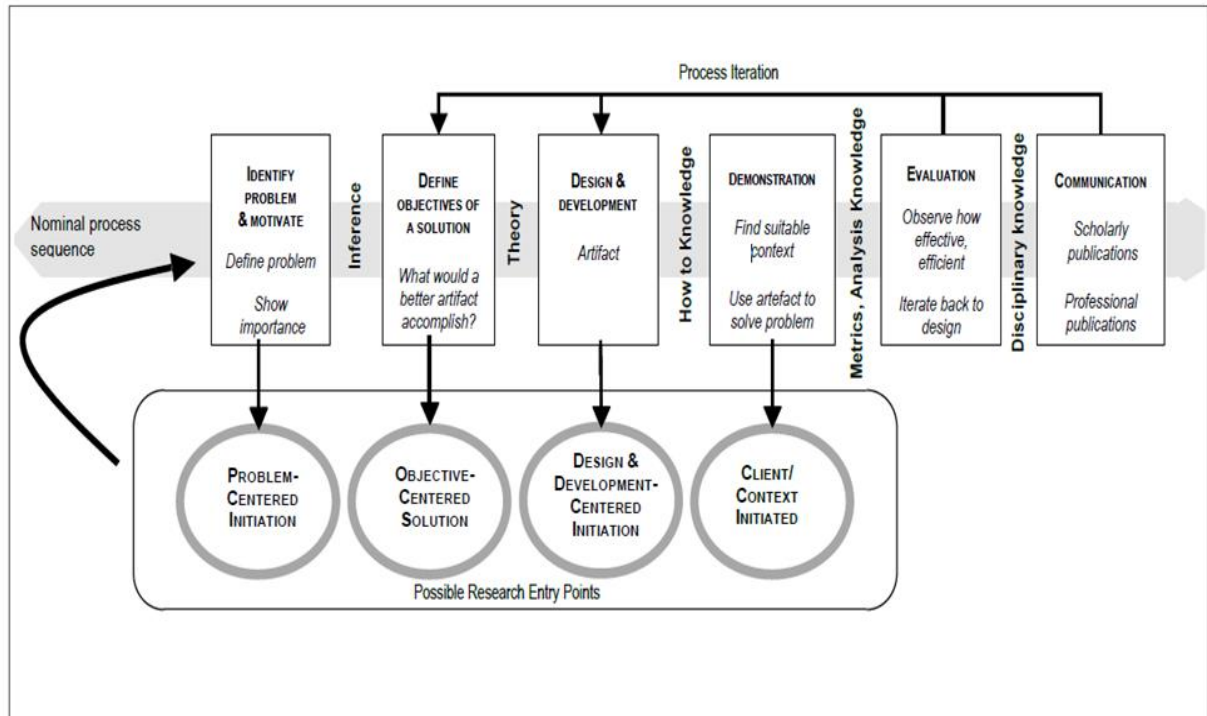 Process Iteration
Nominal process
sequence
IDENTIFY
PROBLEM
& MOTIVATE
Define problem
Show
importance
Inference
DEFINE
OBJECTIVES OF
A SOLUTION
What would a
better artifact
accomplish?
Theory
DESIGN &
DEVELOPMENT
Artifact
How to Knowledge
DEMONSTRATION
Find suitable
context
Use artefact to
solve problem
Metrics, Analysis Knowledge
EVALUATION
Observe how
effective,
efficient
Iterate back to
design
Disciplinary knowledge
COMMUNICATION
Scholarly
publications
Professional
publications
PROBLEM-
CENTERED
INITIATION
OBJECTIVE-
CENTERED
SOLUTION
DESIGN &
DEVELOPMENT-
CENTERED
INITIATION
CLIENT/
CONTEXT
INITIATED
Possible Research Entry Points